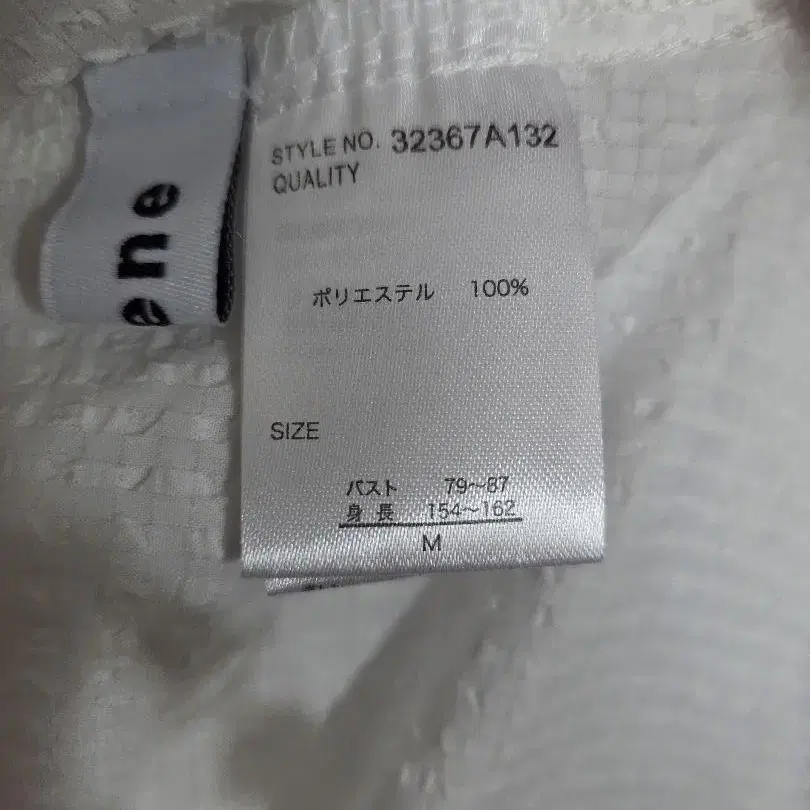 ene
STYLE NO. 32367A132
QUALITY
ポリエステル 100%
SIZE
バスト 79~87
身長 154~162
M